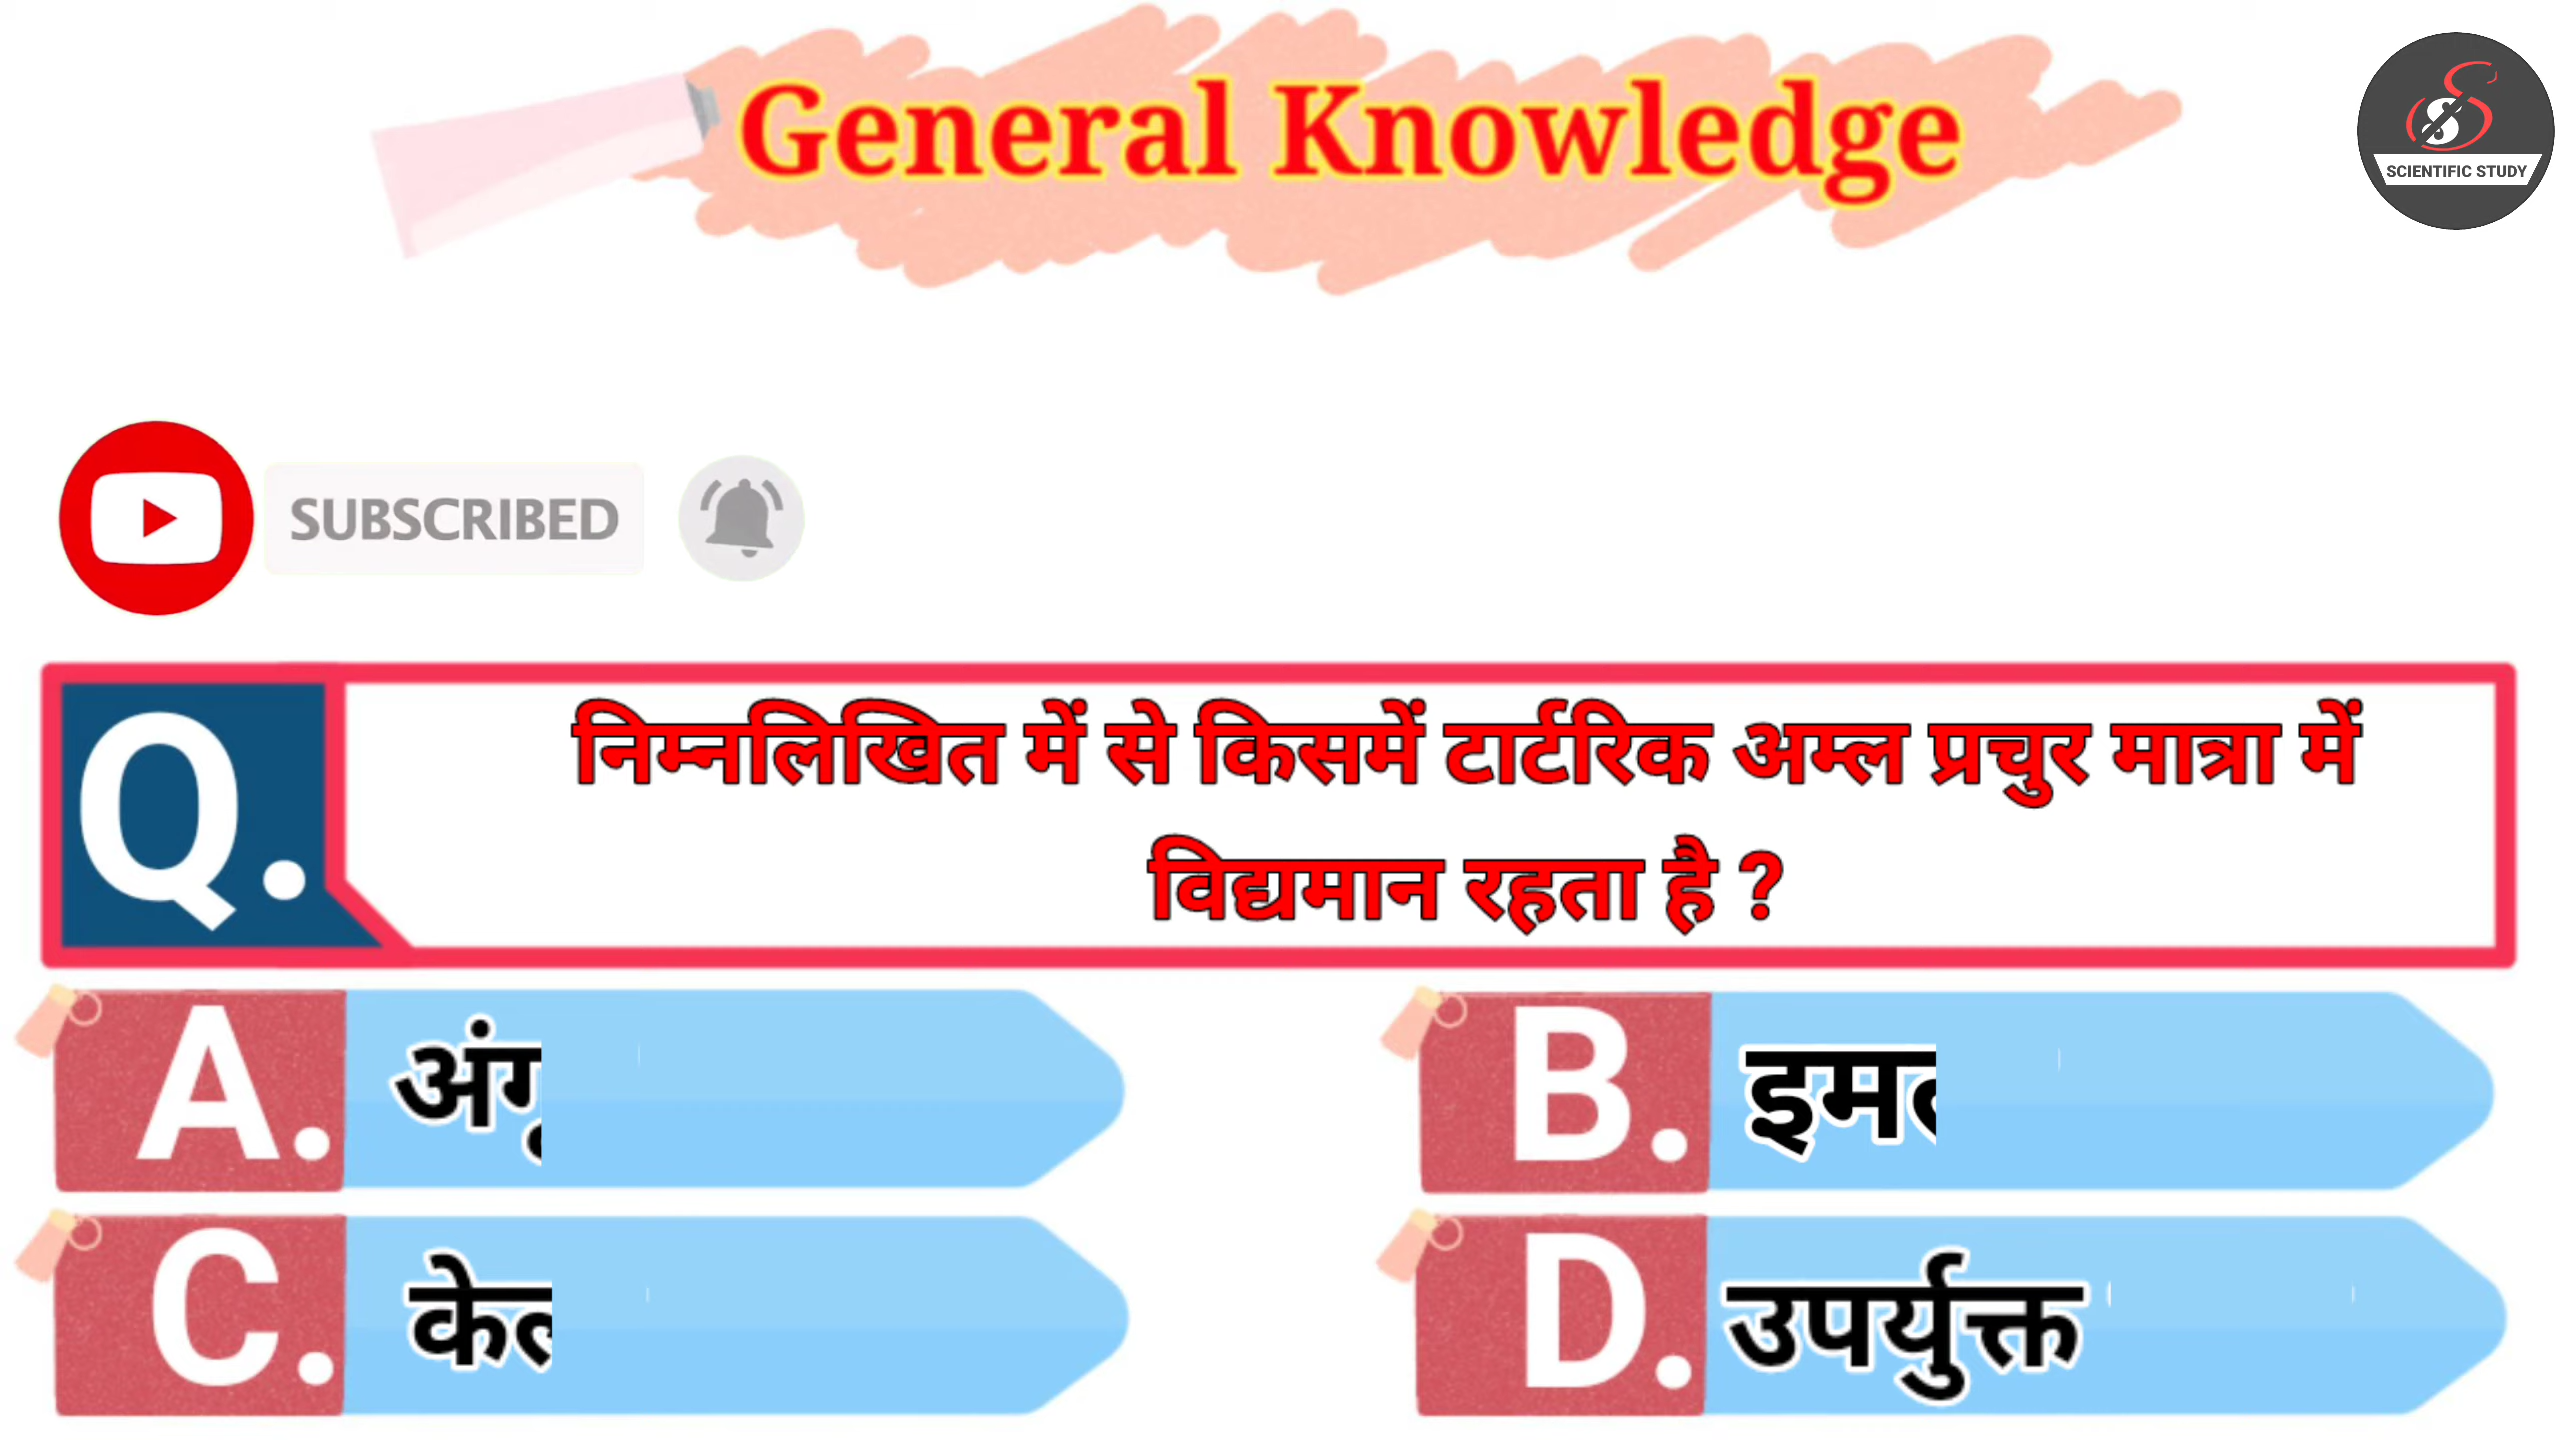 General Knowledge
SCIENTIFIC STUDY
SUBSCRIBED
Q. निम्नलिखित में से किसमें टार्टरिक अम्ल प्रचुर मात्रा में
विद्यमान रहता है ?
A.
B.
C.
D. उपर्युक्त